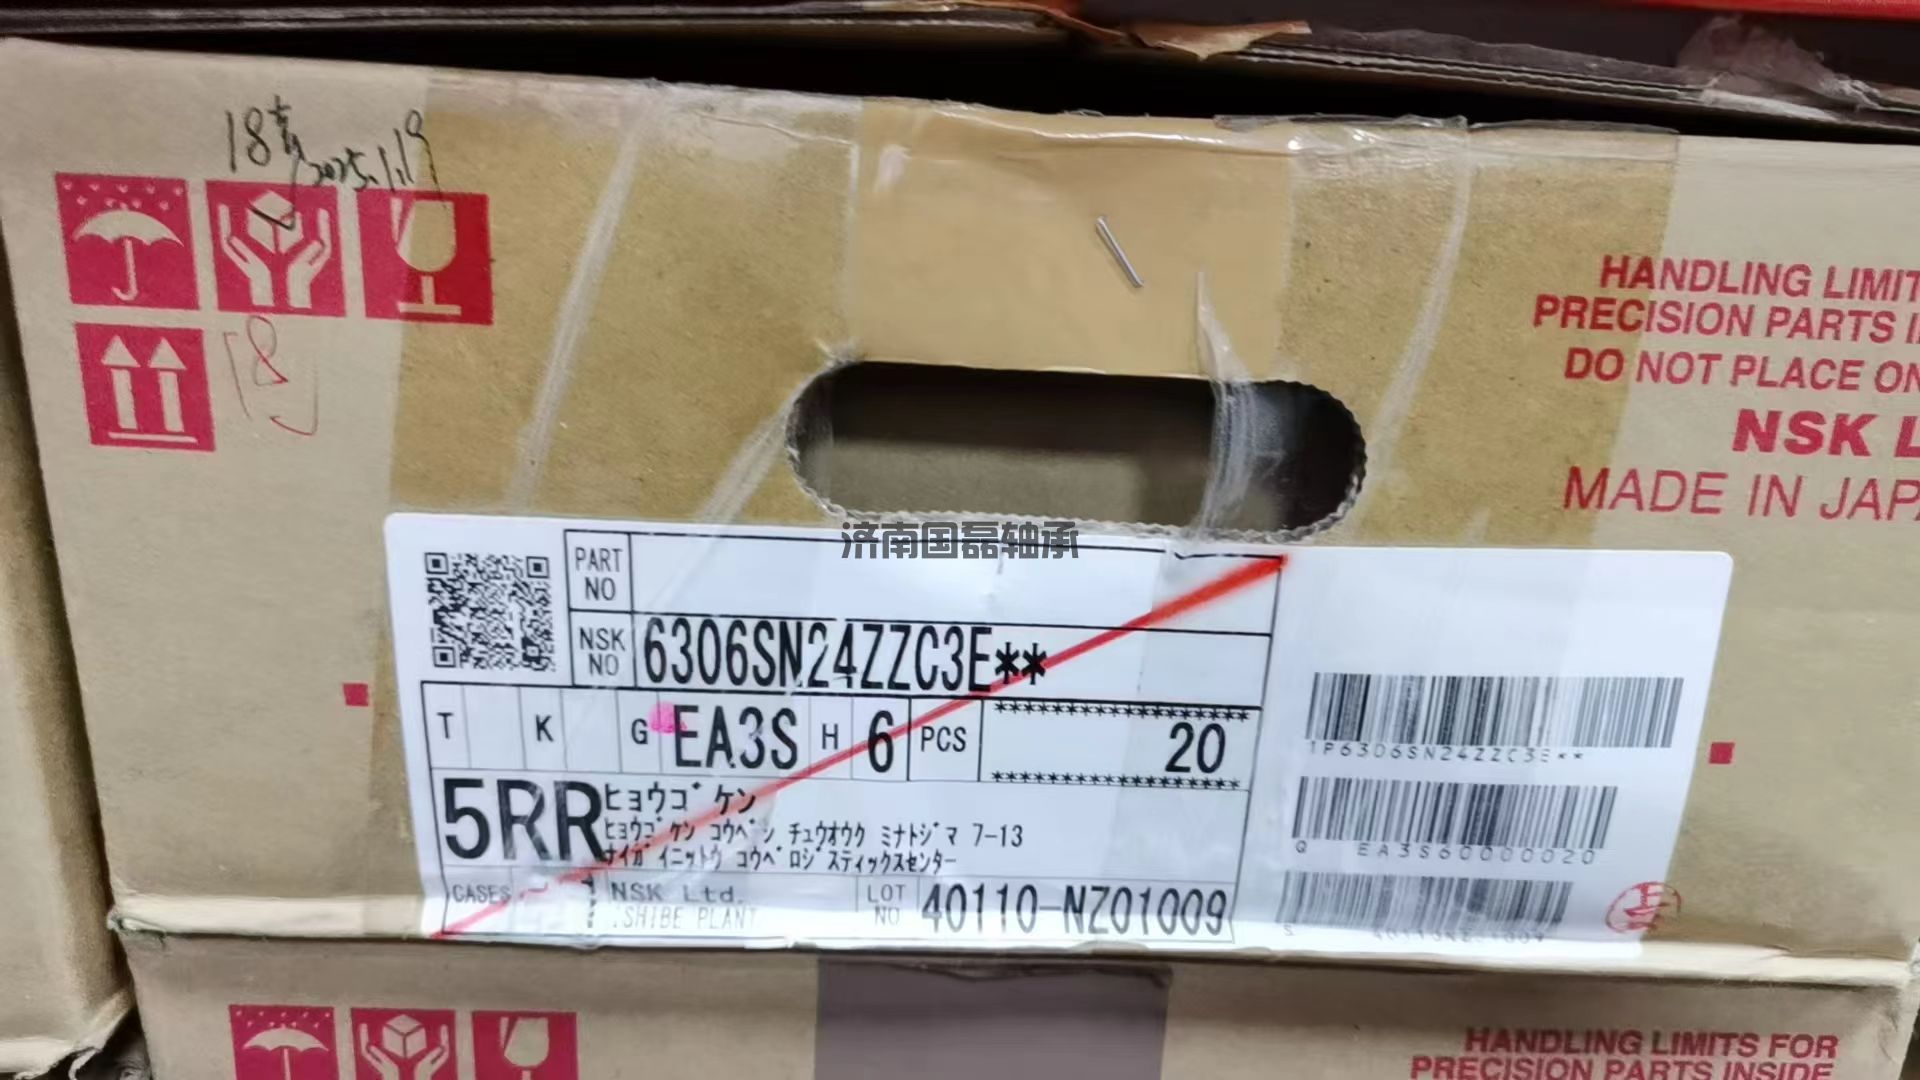 18套
2025.1.19
18
HANDLING LIMIT
PRECISION PARTS I
DO NOT PLACE ON
NSK L
MADE IN JAPA
济南国磊轴承
PART NO
NSK NO 6306SN24ZZC3E**
T K G EA3S H 6 PCS 20
5RR ヒョウゴケン
ヒョウゴケン コウベシ チュウオウク ミナトジマ 7-13
ナイガイニットウ コウベロジスティックスセンター
CASES NSK Ltd. LOT NO 40110-NZ01009
ISHIBE PLANT
1P6306SN24ZZC3E**
Q EA3S60000020
HANDLING LIMITS FOR
PRECISION PARTS INSIDE